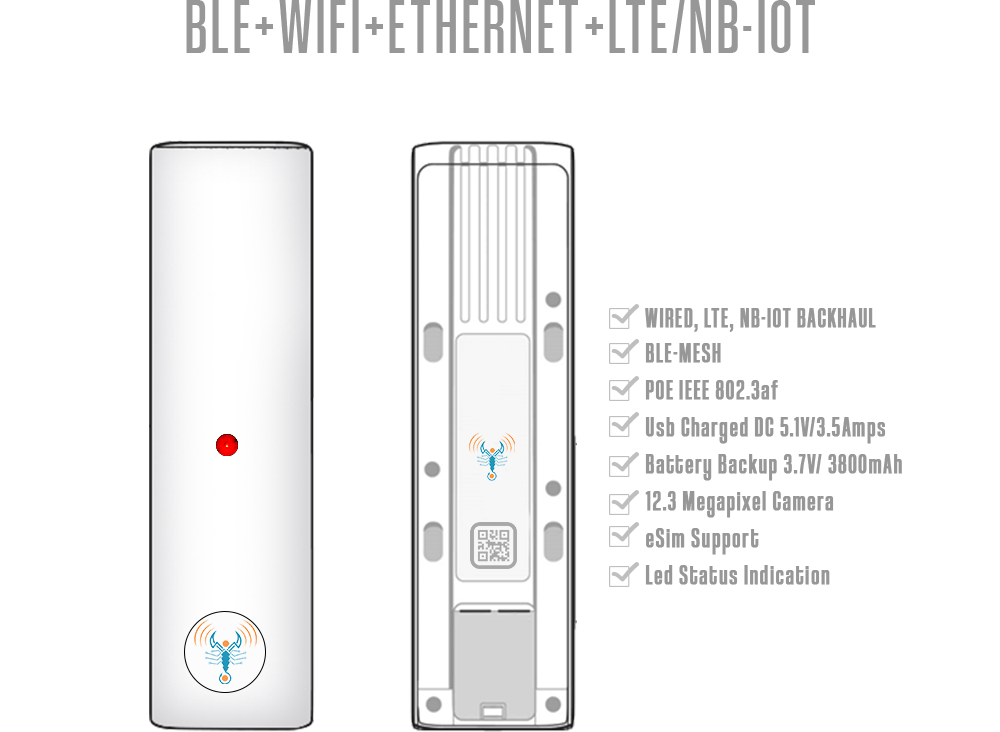 BLE+WIFI+ETHERNET+LTE/NB-IOT
WIRED, LTE, NB-IOT BACKHAUL
BLE-MESH
POE IEEE 802.3af
Usb Charged DC 5.1V/3.5Amps
Battery Backup 3.7V/ 3800mAh
12.3 Megapixel Camera
eSim Support
Led Status Indication